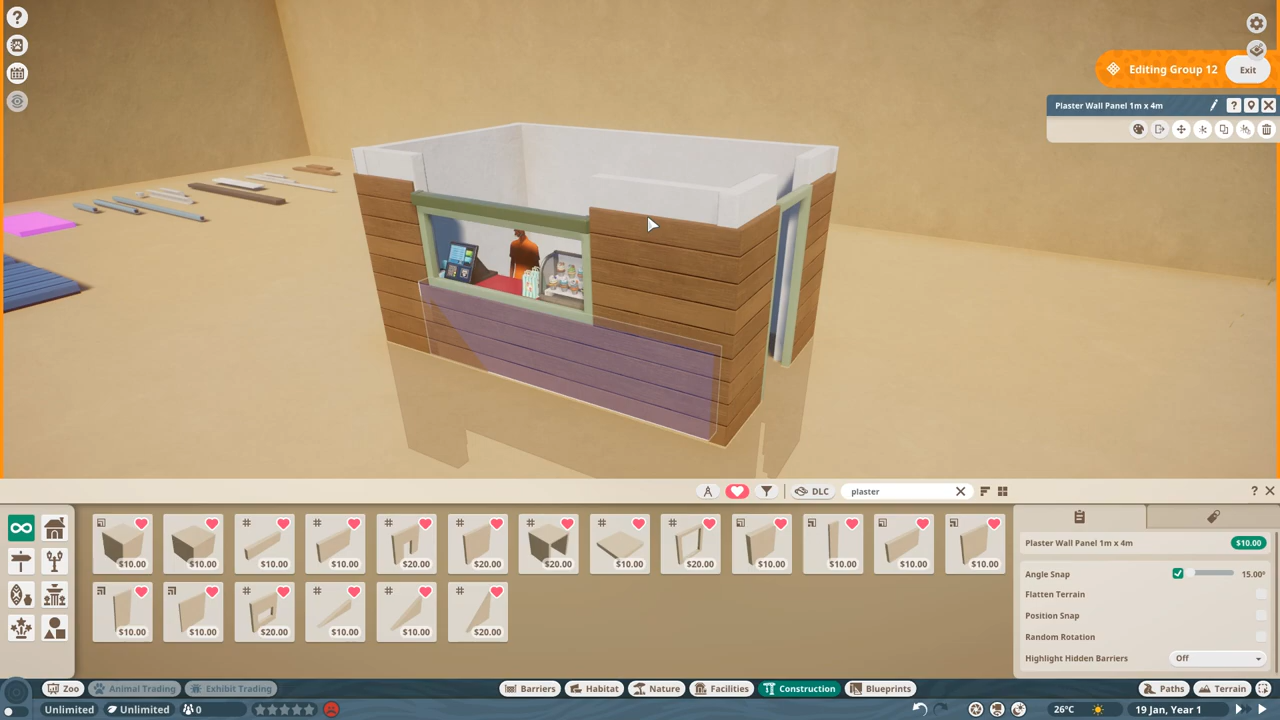 ?
Editing Group 12
Exit
Plaster Wall Panel 1m x 4m
?
DLC
plaster
?
$10.00
$10.00
$10.00
$10.00
$20.00
$10.00
$20.00
$10.00
$20.00
$10.00
$10.00
$10.00
$10.00
$10.00
$10.00
$20.00
$10.00
$10.00
$20.00
Plaster Wall Panel 1m x 4m
$10.00
Angle Snap
15.00°
Flatten Terrain
Position Snap
Random Rotation
Highlight Hidden Barriers
Off
Zoo
Animal Trading
Exhibit Trading
Barriers
Habitat
Nature
Facilities
Construction
Blueprints
Paths
Terrain
Unlimited
Unlimited
0
26°C
19 Jan, Year 1